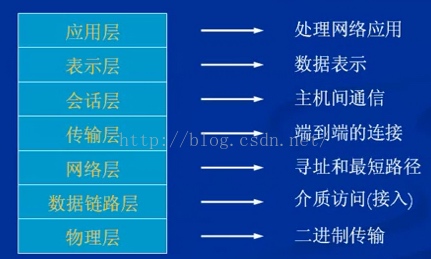 应用层 处理网络应用
表示层 数据表示
会话层 主机间通信
传输层 端到端的连接
http://blog.csdn.net/
网络层 寻址和最短路径
数据链路层 介质访问(接入)
物理层 二进制传输